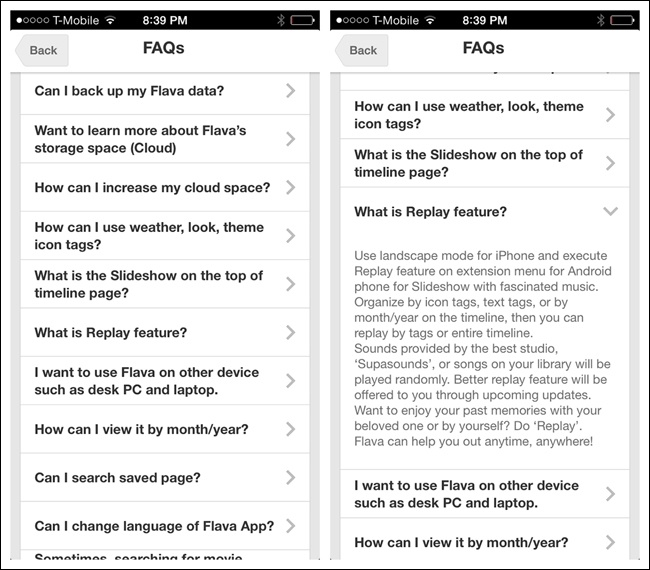 T-Mobile 8:39 PM
Back
FAQs
Can I back up my Flava data?
Want to learn more about Flava's
storage space (Cloud)
How can I increase my cloud space?
How can I use weather, look, theme
icon tags?
What is the Slideshow on the top of
timeline page?
What is Replay feature?
I want to use Flava on other device
such as desk PC and laptop.
How can I view it by month/year?
Can I search saved page?
Can I change language of Flava App?
Sometimes, searching for movie,
T-Mobile 8:39 PM
Back
FAQs
How can I use weather, look, theme
icon tags?
What is the Slideshow on the top of
timeline page?
What is Replay feature?
Use landscape mode for iPhone and execute
Replay feature on extension menu for Android
phone for Slideshow with fascinated music.
Organize by icon tags, text tags, or by
month/year on the timeline, then you can
replay by tags or entire timeline.
Sounds provided by the best studio,
'Supasounds', or songs on your library will be
played randomly. Better replay feature will be
offered to you through upcoming updates.
Want to enjoy your past memories with your
beloved one or by yourself? Do 'Replay'.
Flava can help you out anytime, anywhere!
I want to use Flava on other device
such as desk PC and laptop.
How can I view it by month/year?